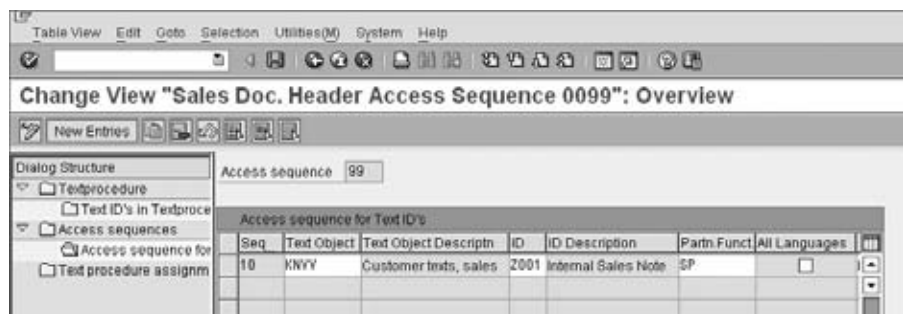 Table View Edit Goto Selection Utilities(M) System Help
Change View "Sales Doc. Header Access Sequence 0099": Overview
New Entries
Dialog Structure
Textprocedure
Text ID's in Textproce
Access sequences
Access sequence for
Text procedure assignm
Access sequence 99
Access sequence for Text ID's
Seq Text Object Text Object Descriptn ID ID Description Partn.Funct. All Languages
10 KNVV Customer texts, sales Z001 Internal Sales Note SP